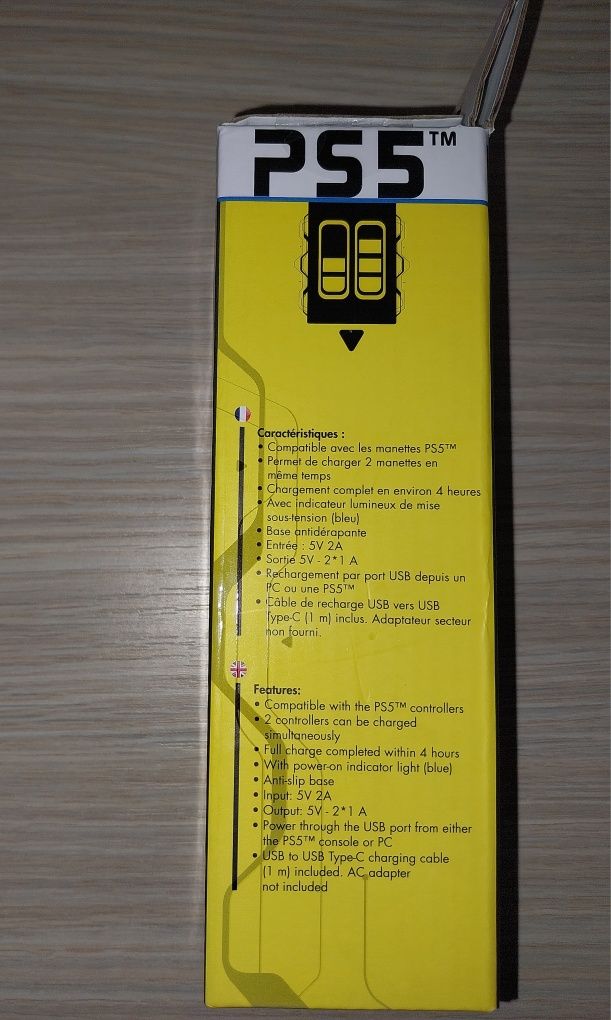 PS5™
Caractéristiques :
• Compatible avec les manettes PS5™
• Permet de charger 2 manettes en
même temps
• Chargement complet en environ 4 heures
• Avec indicateur lumineux de mise
sous-tension (bleu)
• Base antidérapante
• Entrée : 5V 2A
• Sortie 5V - 2*1 A
• Rechargement par port USB depuis un
PC ou une PS5™
• Câble de recharge USB vers USB
Type-C (1 m) inclus. Adaptateur secteur
non fourni.
Features:
• Compatible with the PS5™ controllers
• 2 controllers can be charged
simultaneously
• Full charge completed within 4 hours
• With power-on indicator light (blue)
• Anti-slip base
• Input: 5V 2A
• Output: 5V - 2*1 A
• Power through the USB port from either
the PS5™ console or PC
• USB to USB Type-C charging cable
(1 m) included. AC adapter
not included